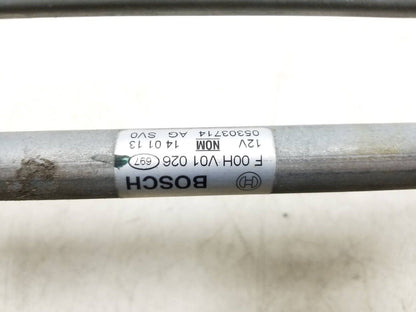 BOSCH
F 00H V01 026 697
12V NOM 14 01 13
05303714 AG SV0